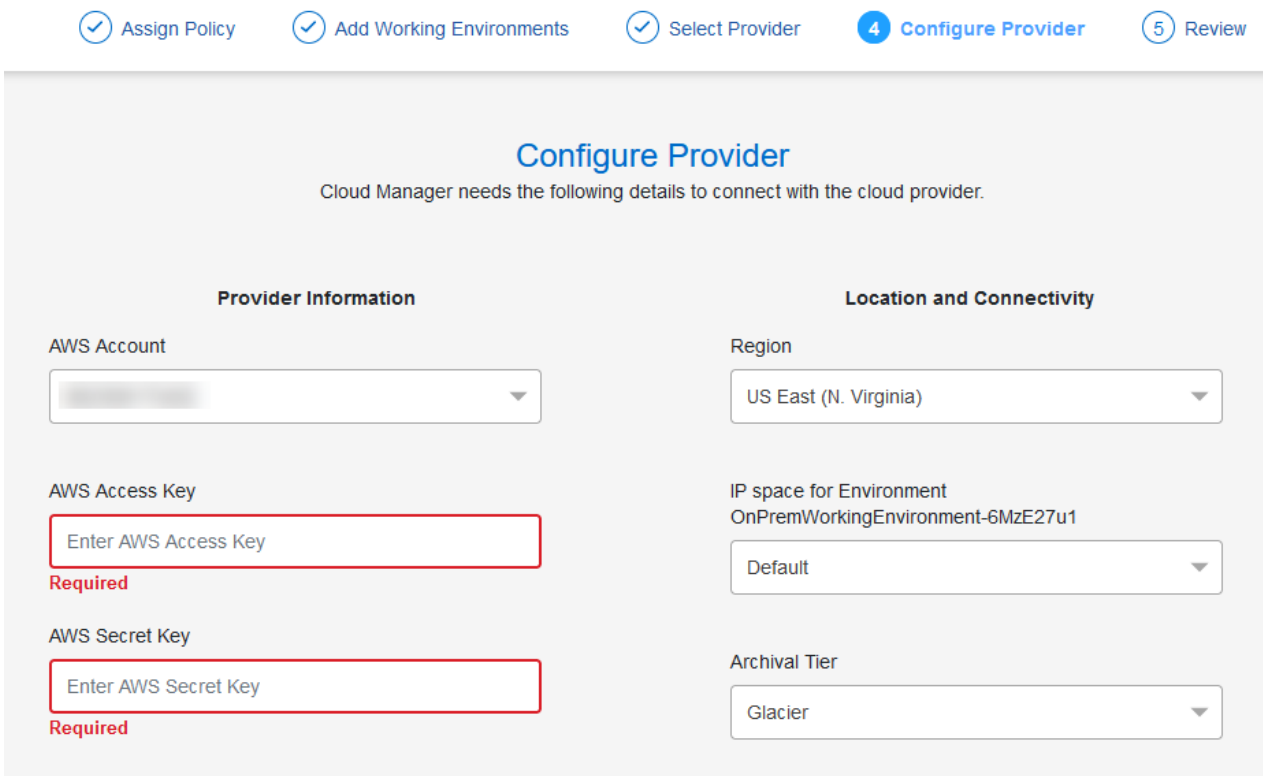 Assign Policy
Add Working Environments
Select Provider
4 Configure Provider
5 Review
Configure Provider
Cloud Manager needs the following details to connect with the cloud provider.
Provider Information
AWS Account
AWS Access Key
Enter AWS Access Key
Required
AWS Secret Key
Enter AWS Secret Key
Required
Location and Connectivity
Region
US East (N. Virginia)
IP space for Environment
OnPremWorkingEnvironment-6MzE27u1
Default
Archival Tier
Glacier